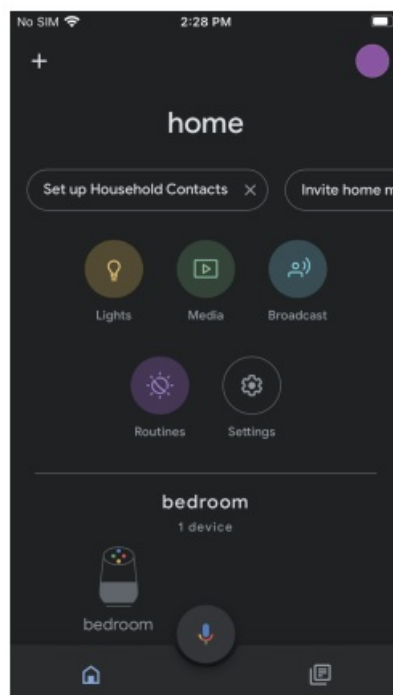 No SIM 2:28 PM
home
Set up Household Contacts
Invite home
Lights Media Broadcast
Routines Settings
bedroom
1 device
bedroom